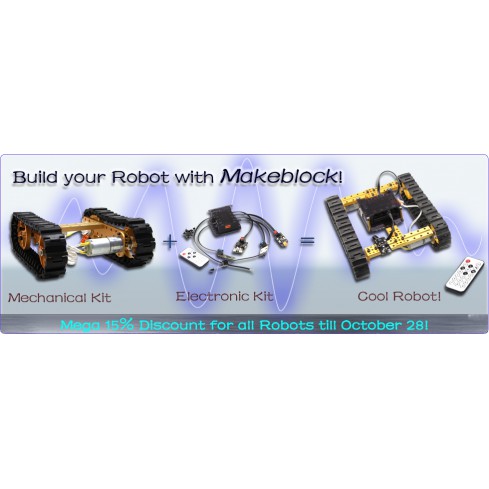 Build your Robot with Makeblock!
+ =
Mechanical Kit Electronic Kit Cool Robot!
Mega 15% Discount for all Robots till October 28!